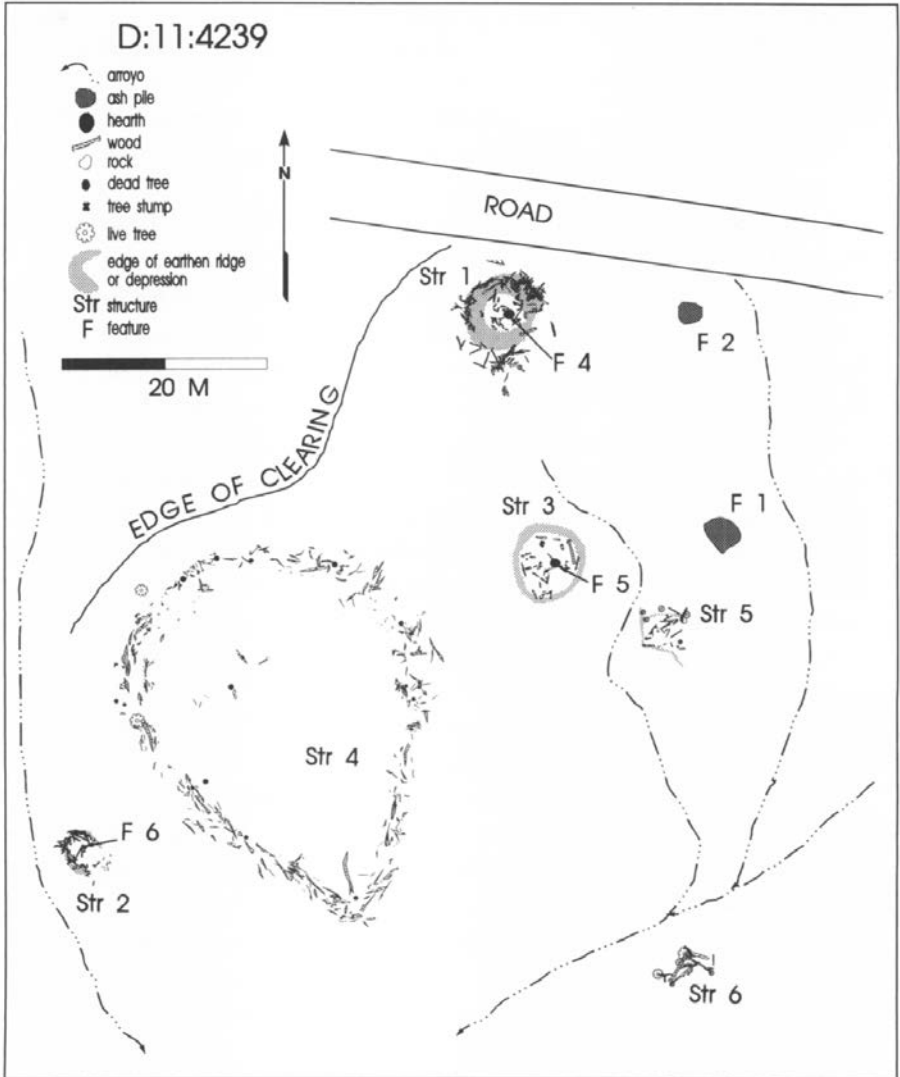 D:11:4239
arroyo
ash pile
hearth
wood
rock
dead tree
tree stump
live tree
edge of earthen ridge
or depression
Str structure
F feature
20 M
N
ROAD
Str 1
F 4
F 2
EDGE OF CLEARING
Str 3
F 5
F 1
Str 5
Str 4
F 6
Str 2
Str 6